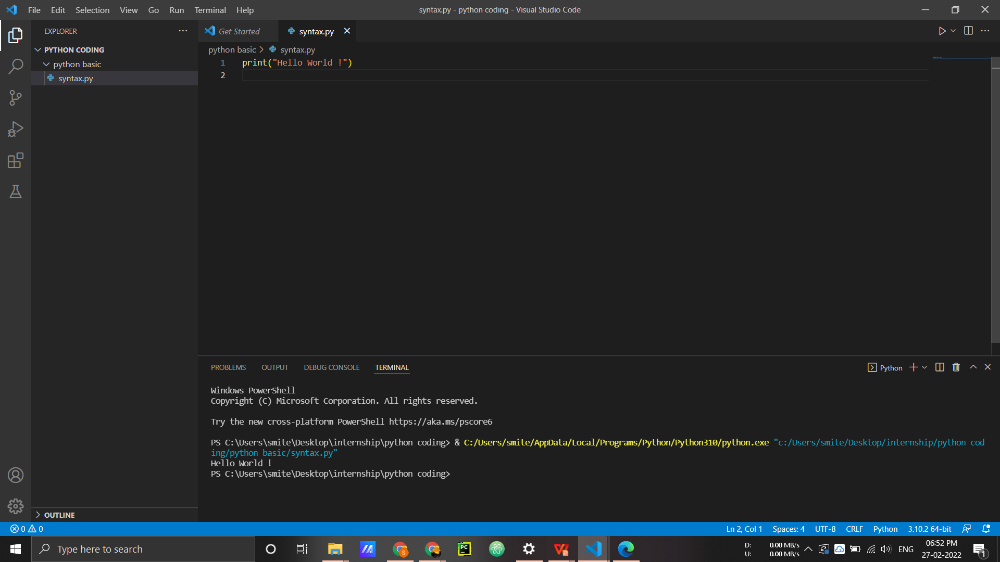 File Edit Selection View Go Run Terminal Help
syntax.py - python coding - Visual Studio Code
EXPLORER
Get Started
syntax.py
PYTHON CODING
python basic > syntax.py
python basic
syntax.py
1 print("Hello World !")
2
PROBLEMS OUTPUT DEBUG CONSOLE TERMINAL
Python
Windows PowerShell
Copyright (C) Microsoft Corporation. All rights reserved.
Try the new cross-platform PowerShell https://aka.ms/pscore6
PS C:\Users\smite\Desktop\internship\python coding> & C:/Users/smite/AppData/Local/Programs/Python/Python310/python.exe "c:/Users/smite/Desktop/internship/python cod
ing/python basic/syntax.py"
Hello World !
PS C:\Users\smite\Desktop\internship\python coding>
OUTLINE
0 0
Ln 2, Col 1 Spaces: 4 UTF-8 CRLF Python 3.10.2 64-bit
Type here to search
PC
S
D: 0.00 MB/s
U: 0.00 MB/s
ENG
06:52 PM
27-02-2022
1